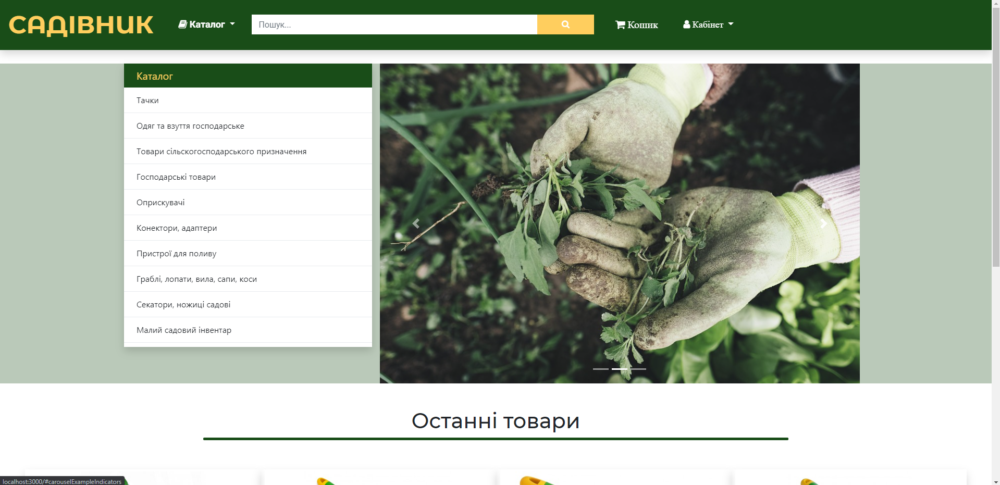 САДІВНИК
Каталог
Пошук...
Кошик
Кабінет
Каталог
Тачки
Одяг та взуття господарське
Товари сільскогосподарського призначення
Господарські товари
Оприскувачі
Конектори, адаптери
Пристрої для поливу
Граблі, лопати, вила, сапи, коси
Секатори, ножиці садові
Малий садовий інвентар
Останні товари
localhost:3000/#carouselExampleIndicators